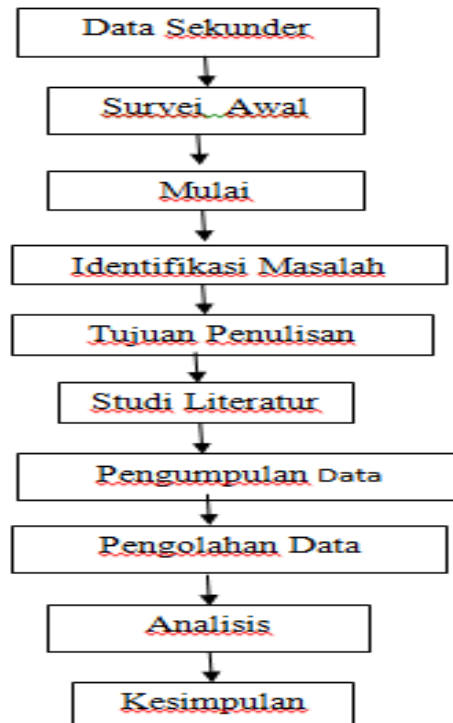 Data Sekunder
Survei  Awal
Mulai
Identifikasi Masalah
Tujuan Penulisan
Studi Literatur
Pengumpulan Data
Pengolahan Data
Analisis
Kesimpulan